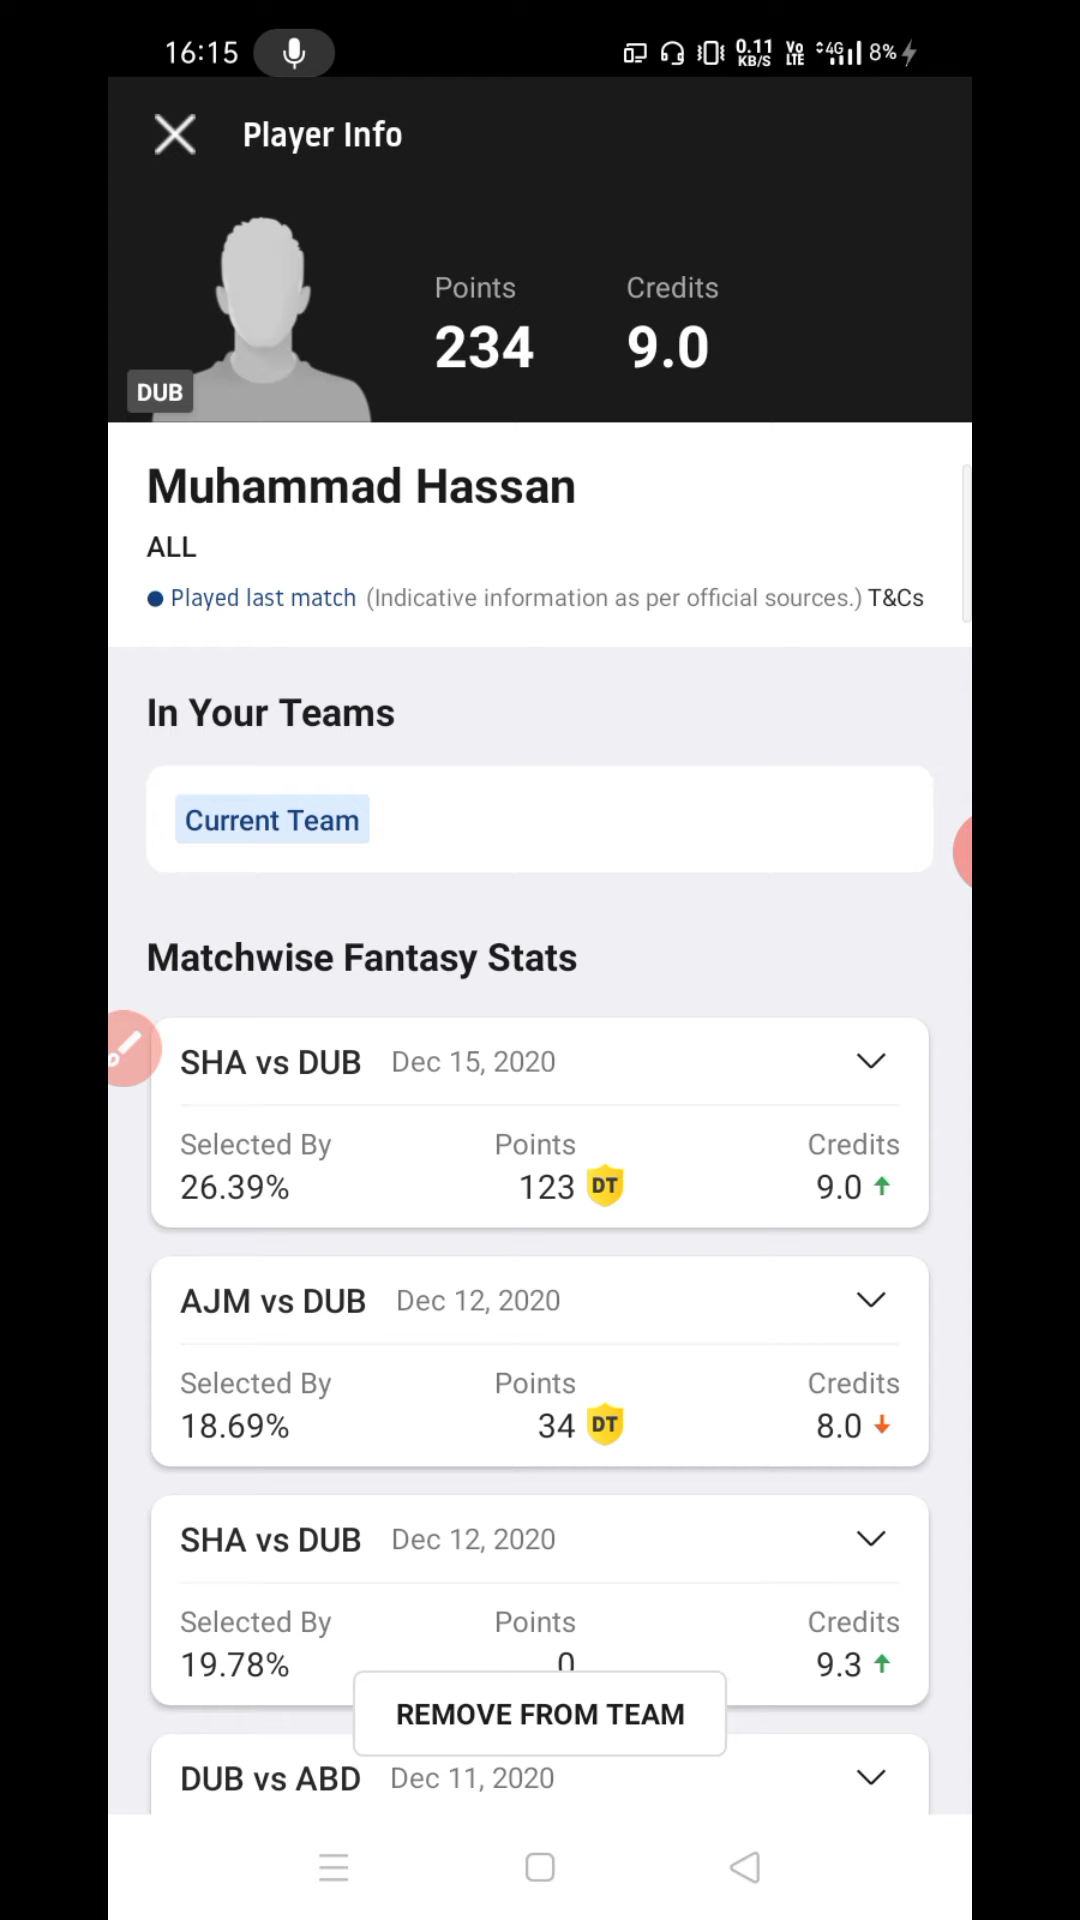 16:15 0.11 KB/S Vo LTE 4G 8%
Player Info
Points Credits
234 9.0
DUB
Muhammad Hassan
ALL
Played last match (Indicative information as per official sources.) T&Cs
In Your Teams
Current Team
Matchwise Fantasy Stats
SHA vs DUB Dec 15, 2020
Selected By Points Credits
26.39% 123 DT 9.0
AJM vs DUB Dec 12, 2020
Selected By Points Credits
18.69% 34 DT 8.0
SHA vs DUB Dec 12, 2020
Selected By Points Credits
19.78% 0 9.3
REMOVE FROM TEAM
DUB vs ABD Dec 11, 2020